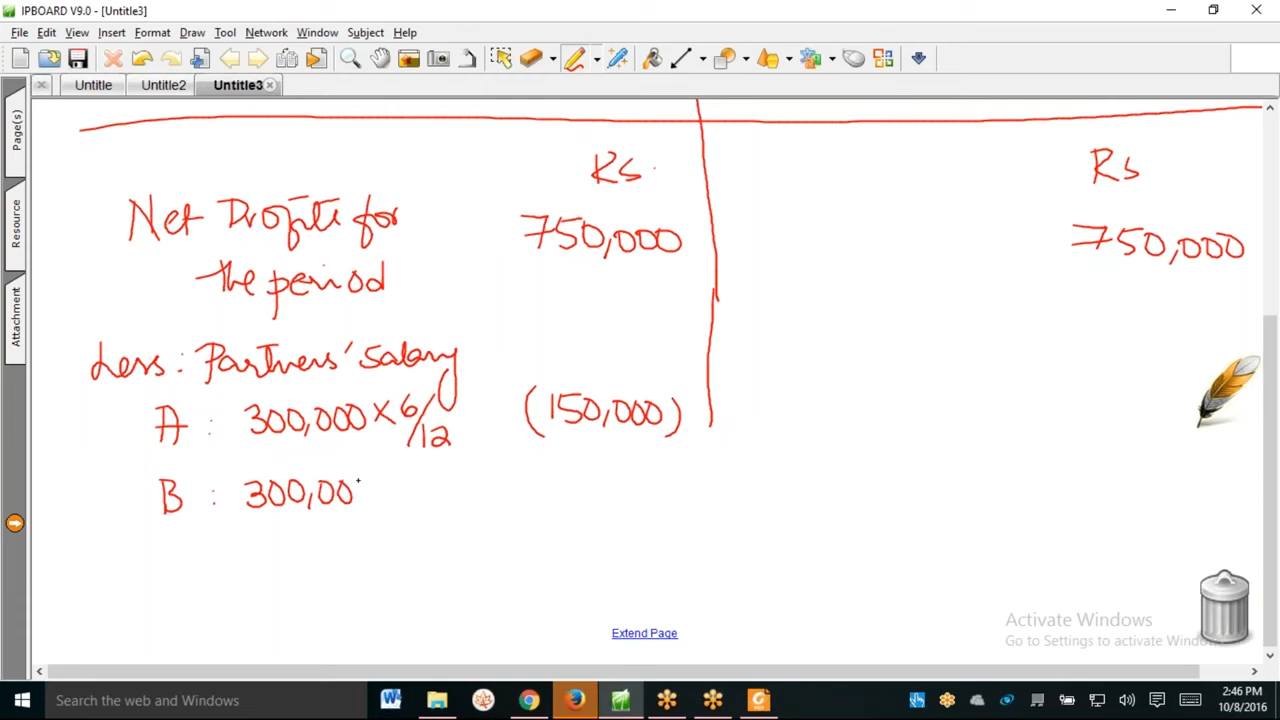 IPBOARD V9.0 - [Untitle3]
File Edit View Insert Format Draw Tool Network Window Subject Help
Untitle Untitle2 Untitle3
Page(s)
Resource
Attachment
Rs Rs
Net Profits for 750,000 750,000
the period
Less: Partners' Salary
A : 300,000 × 6/12 (150,000)
B : 300,00
Extend Page
Activate Windows
Go to Settings to activate Windows
Search the web and Windows
2:46 PM
10/8/2016